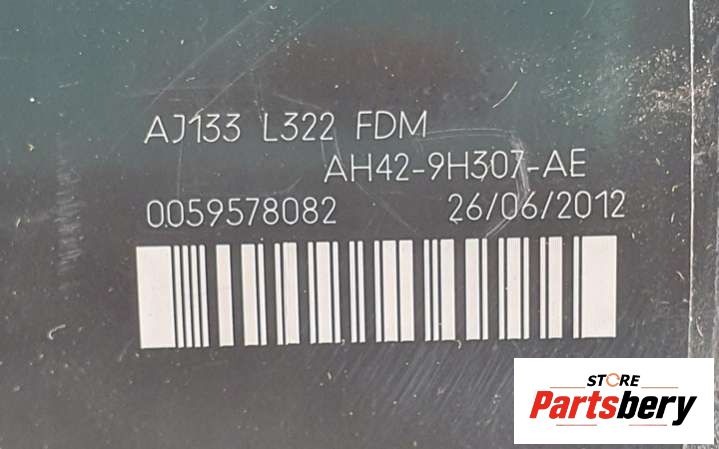 AJ133 L322 FDM
AH42-9H307-AE
0059578082 26/06/2012
STORE
Partsbery